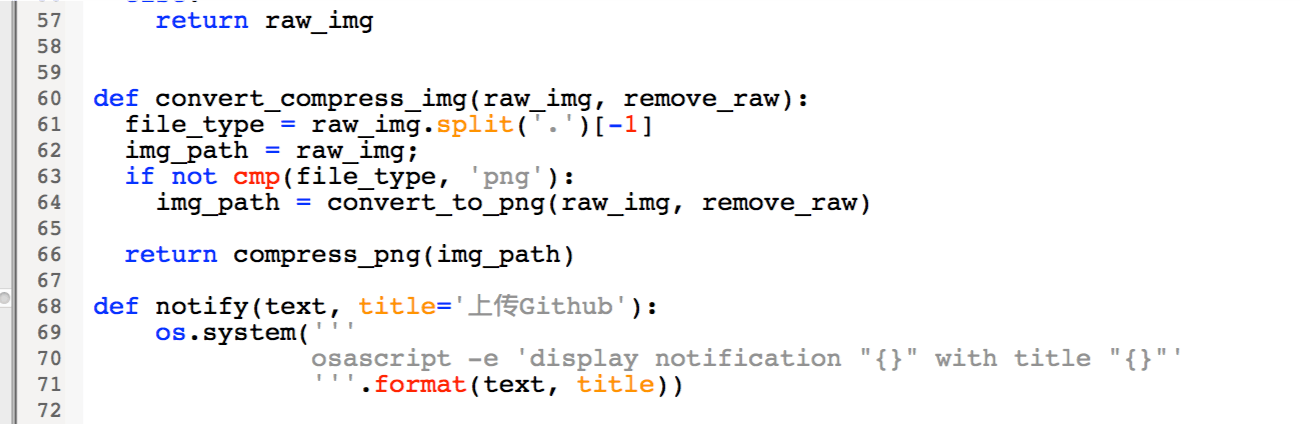 57 return raw_img
58
59
60 def convert_compress_img(raw_img, remove_raw):
61 file_type = raw_img.split('.')[-1]
62 img_path = raw_img;
63 if not cmp(file_type, 'png'):
64 img_path = convert_to_png(raw_img, remove_raw)
65
66 return compress_png(img_path)
67
68 def notify(text, title='上传Github'):
69 os.system('''
70 osascript -e 'display notification "{}" with title "{}"'
71 '''.format(text, title))
72